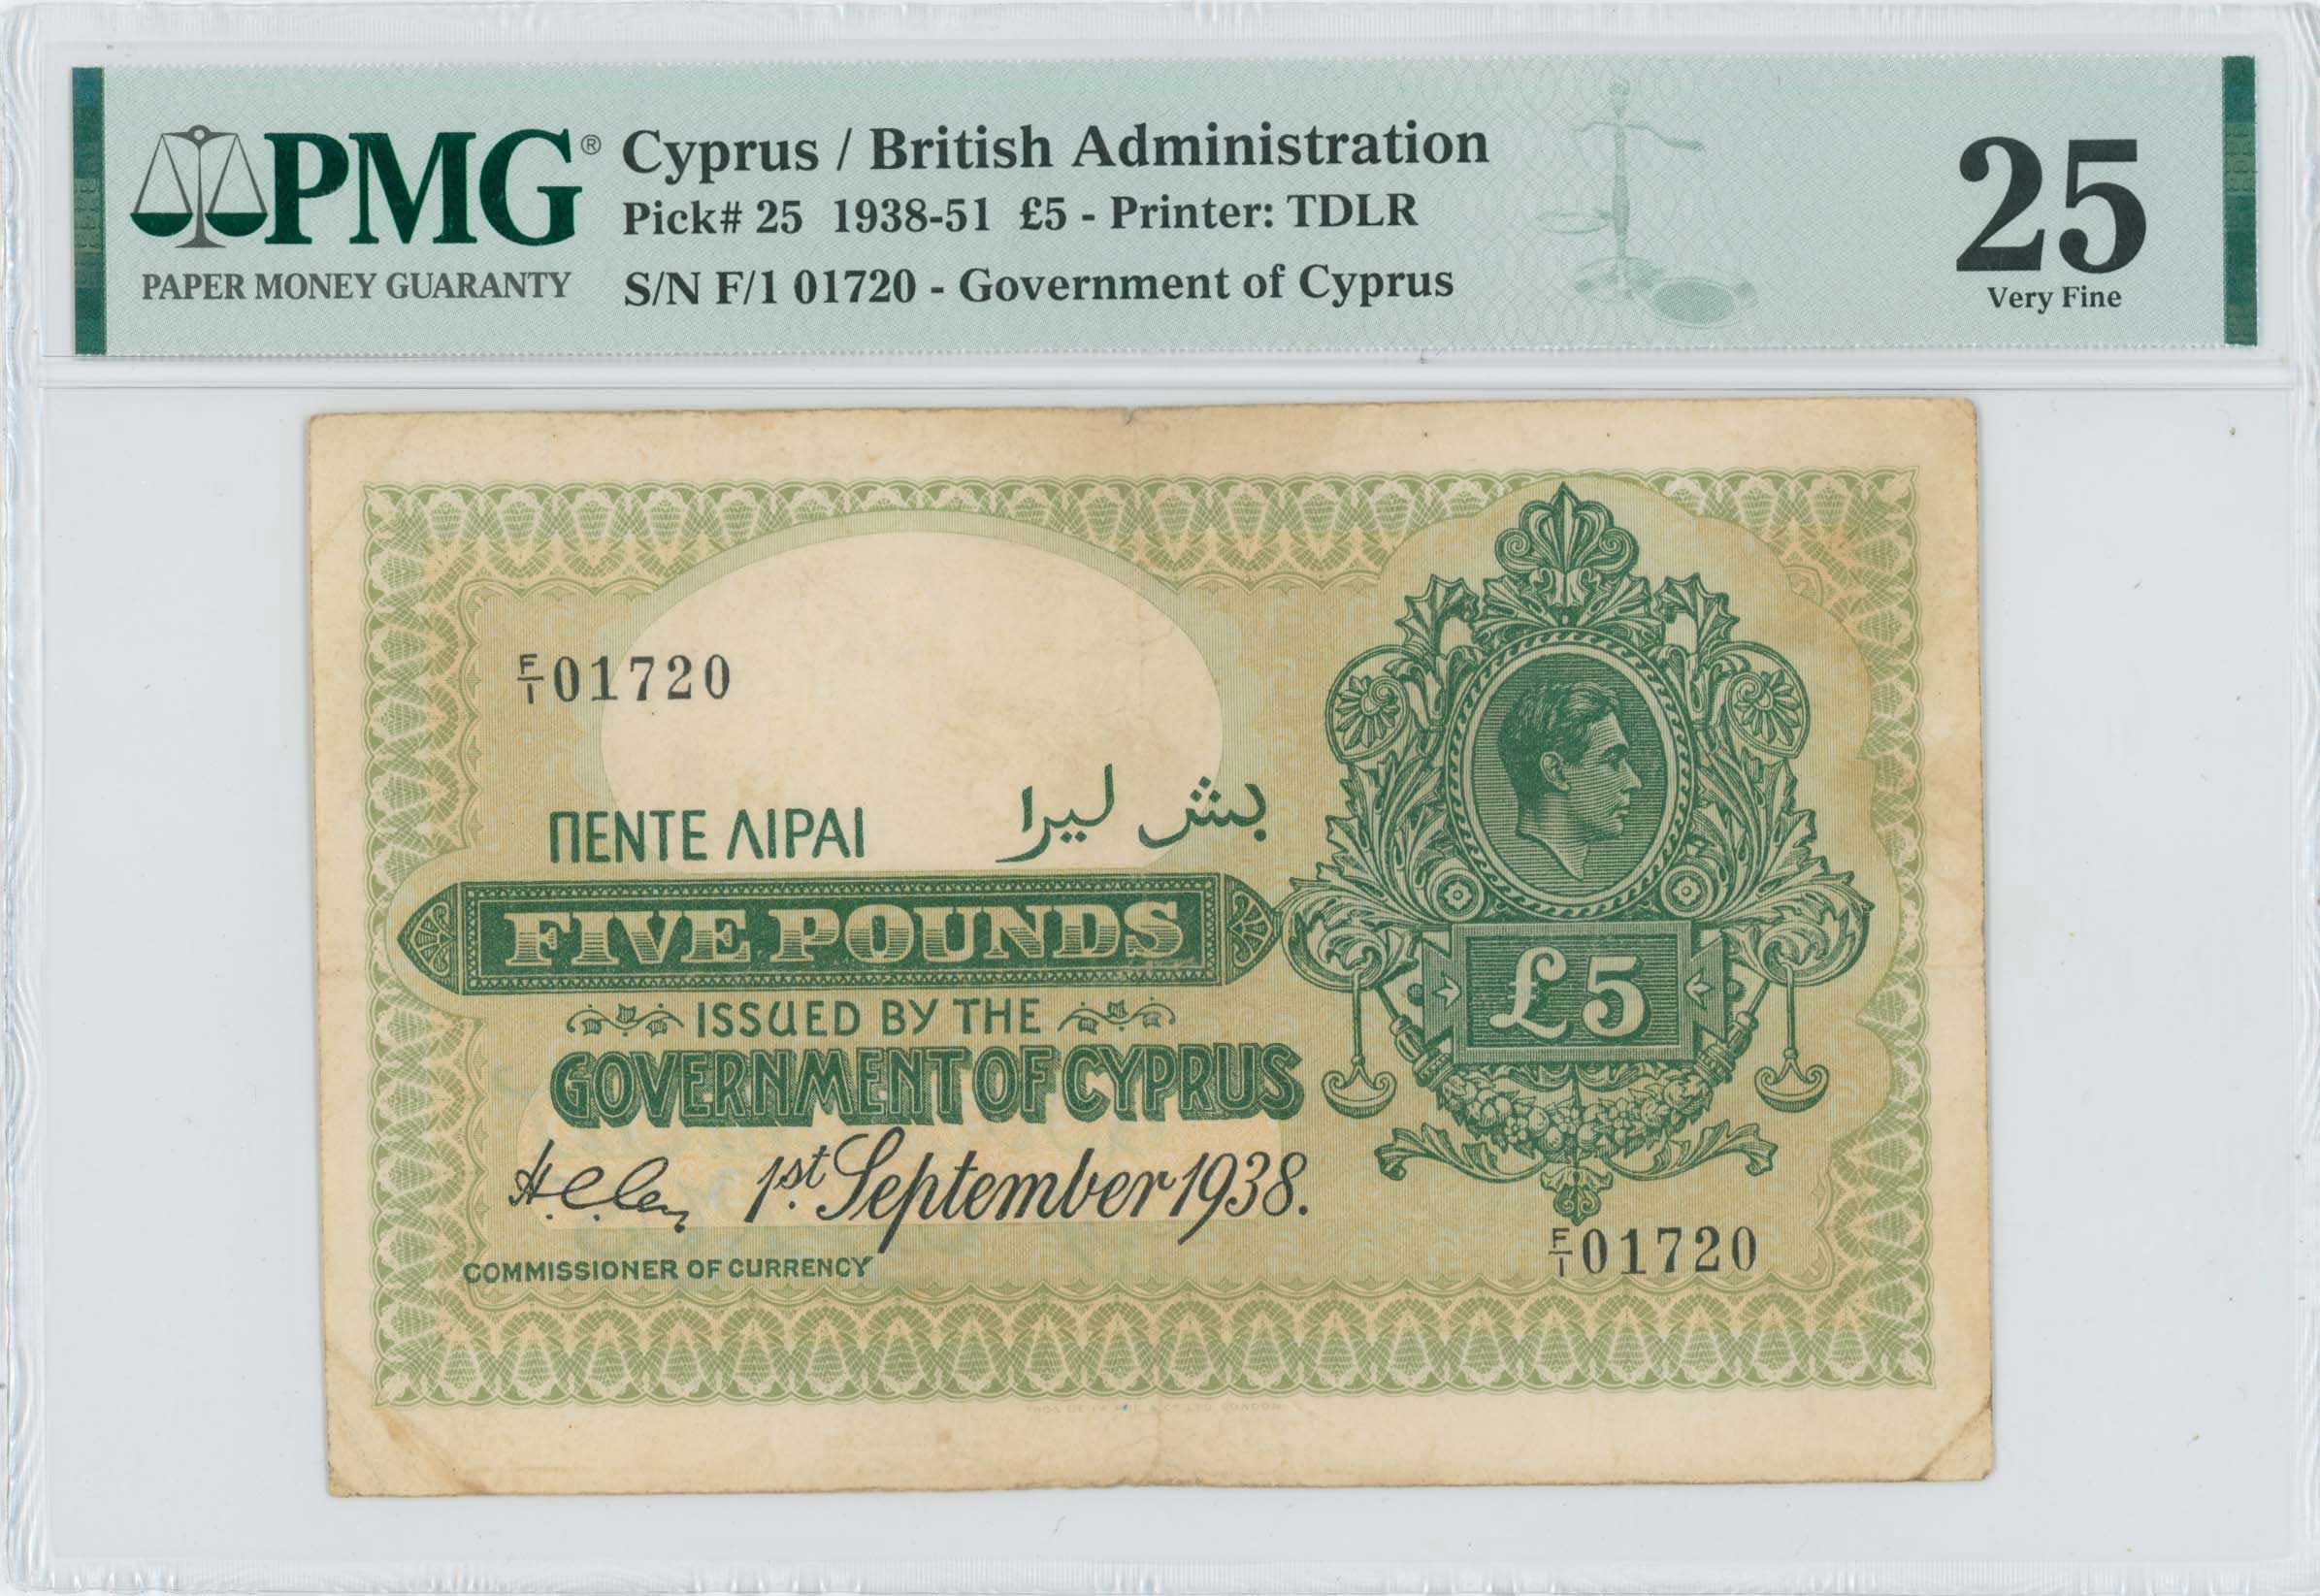 PMG®
PAPER MONEY GUARANTY
Cyprus / British Administration
Pick# 25 1938-51 £5 - Printer: TDLR
S/N F/1 01720 - Government of Cyprus
25
Very Fine
F/1 01720
ΠΕΝΤΕ ΛΙΡΑΙ
بش ليرا
FIVE POUNDS
£5
ISSUED BY THE
GOVERNMENT OF CYPRUS
1st. September 1938.
COMMISSIONER OF CURRENCY
F/1 01720